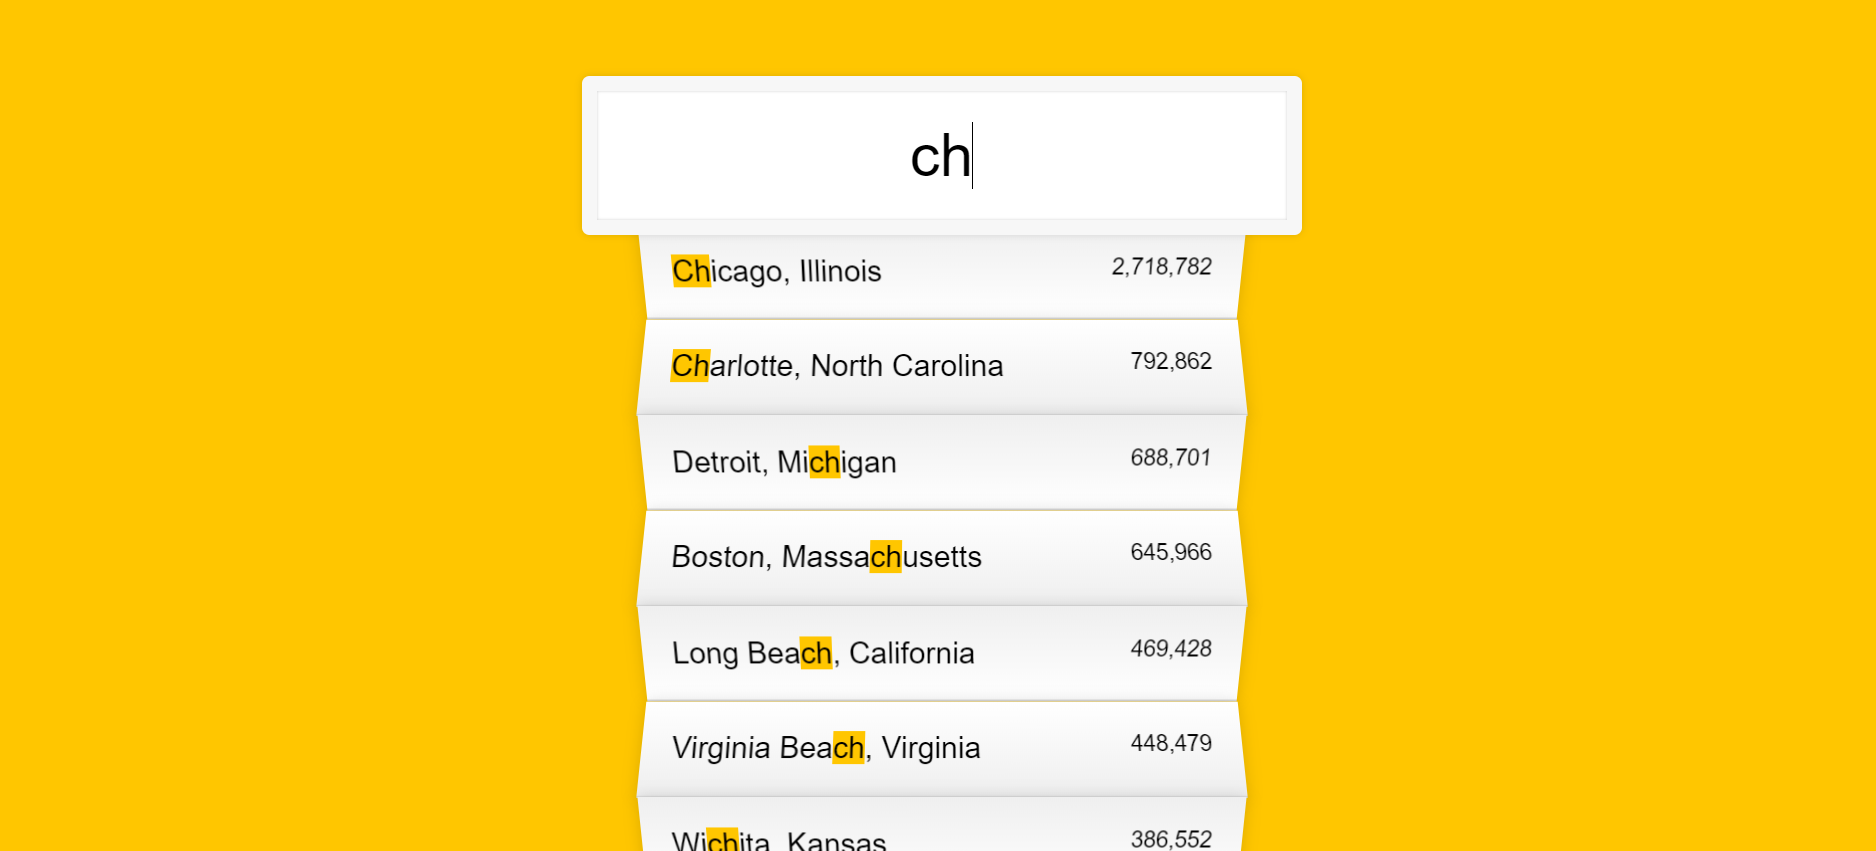 ch
Chicago, Illinois 2,718,782
Charlotte, North Carolina 792,862
Detroit, Michigan 688,701
Boston, Massachusetts 645,966
Long Beach, California 469,428
Virginia Beach, Virginia 448,479
Wichita, Kansas 386,552